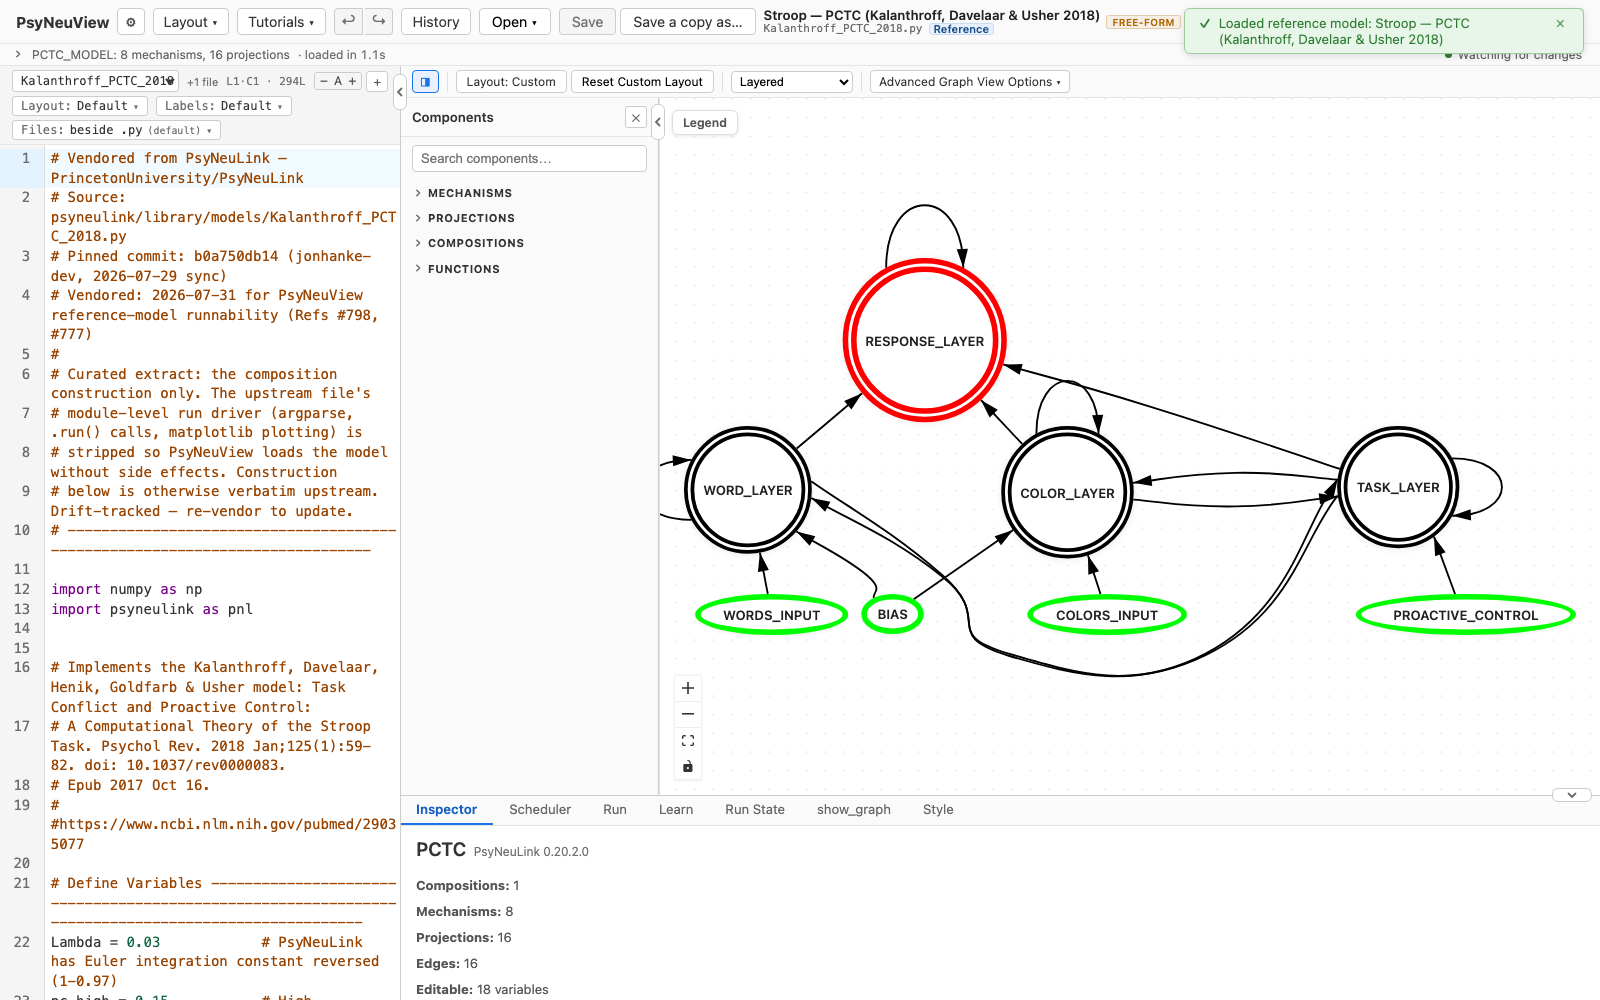 PsyNeuView
⚙
Layout ▾
Tutorials ▾
↩
↪
History
Open ▾
Save
Save a copy as...
Stroop — PCTC (Kalanthroff, Davelaar & Usher 2018)
Kalanthroff_PCTC_2018.py
Reference
FREE-FORM
✓ Loaded reference model: Stroop — PCTC
(Kalanthroff, Davelaar & Usher 2018)
×
PCTC_MODEL: 8 mechanisms, 16 projections · loaded in 1.1s
Watching for changes
+1 file
L1:C1 · 294L
− A +
+
Layout: Default ▾
Labels: Default ▾
Files: beside .py (default) ▾
1 # Vendored from PsyNeuLink —
PrincetonUniversity/PsyNeuLink
2 # Source:
psyneulink/library/models/Kalanthroff_PCT
C_2018.py
3 # Pinned commit: b0a750db14 (jonhanke-
dev, 2026-07-29 sync)
4 # Vendored: 2026-07-31 for PsyNeuView
reference-model runnability (Refs #798,
#777)
5 #
6 # Curated extract: the composition
construction only. The upstream file's
7 # module-level run driver (argparse,
.run() calls, matplotlib plotting) is
8 # stripped so PsyNeuView loads the model
without side effects. Construction
9 # below is otherwise verbatim upstream.
Drift-tracked — re-vendor to update.
10 # ---------------------------------------
--------------------------------------
11
12 import numpy as np
13 import psyneulink as pnl
14
15
16 # Implements the Kalanthroff, Davelaar,
Henik, Goldfarb & Usher model: Task
Conflict and Proactive Control:
17 # A Computational Theory of the Stroop
Task. Psychol Rev. 2018 Jan;125(1):59-
82. doi: 10.1037/rev0000083.
18 # Epub 2017 Oct 16.
19 #
#https://www.ncbi.nlm.nih.gov/pubmed/2903
5077
20
21 # Define Variables ----------------------
-----------------------------------------
-------------------------------------
22 Lambda = 0.03 # PsyNeuLink
has Euler integration constant reversed
(1-0.97)
Layout: Custom
Reset Custom Layout
Layered
Advanced Graph View Options ▾
Components
×
Search components…
MECHANISMS
PROJECTIONS
COMPOSITIONS
FUNCTIONS
Legend
RESPONSE_LAYER
WORD_LAYER
COLOR_LAYER
TASK_LAYER
WORDS_INPUT
BIAS
COLORS_INPUT
PROACTIVE_CONTROL
Inspector
Scheduler
Run
Learn
Run State
show_graph
Style
PCTC PsyNeuLink 0.20.2.0
Compositions: 1
Mechanisms: 8
Projections: 16
Edges: 16
Editable: 18 variables